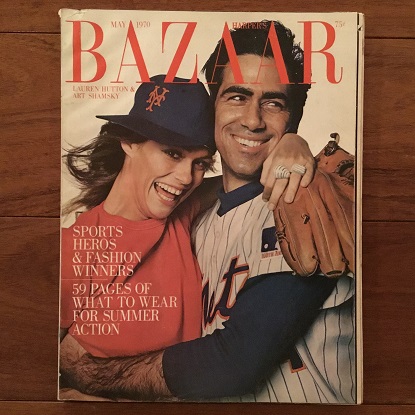 MAY 1970
HARPER'S
75¢
BAZAAR
LAUREN HUTTON &
ART SHAMSKY
NY
SPORTS
HEROS
& FASHION
WINNERS
59 PAGES OF
WHAT TO WEAR
FOR SUMMER
ACTION